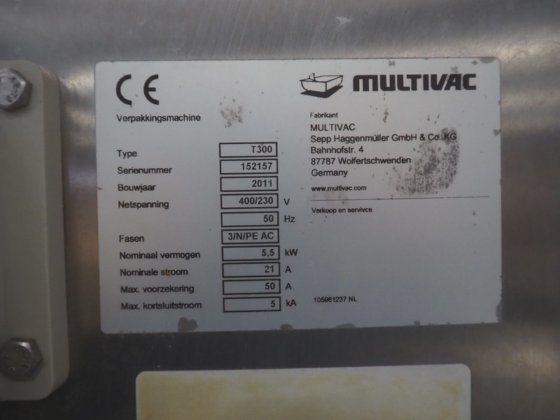 CE
Verpakkingsmachine
Type T300
Serienummer 152157
Bouwjaar 2011
Netspanning 400/230 V
50 Hz
Fasen 3/N/PE AC
Nominaal vermogen 5,5 kW
Nominale stroom 21 A
Max. voorzekering 50 A
Max. kortsluitstroom 5 kA
MULTIVAC
Fabrikant
MULTIVAC
Sepp Haggenmüller GmbH & Co. KG
Bahnhofstr. 4
87787 Wolfertschwenden
Germany
www.multivac.com
Verkoop en servivce
105961237 NL